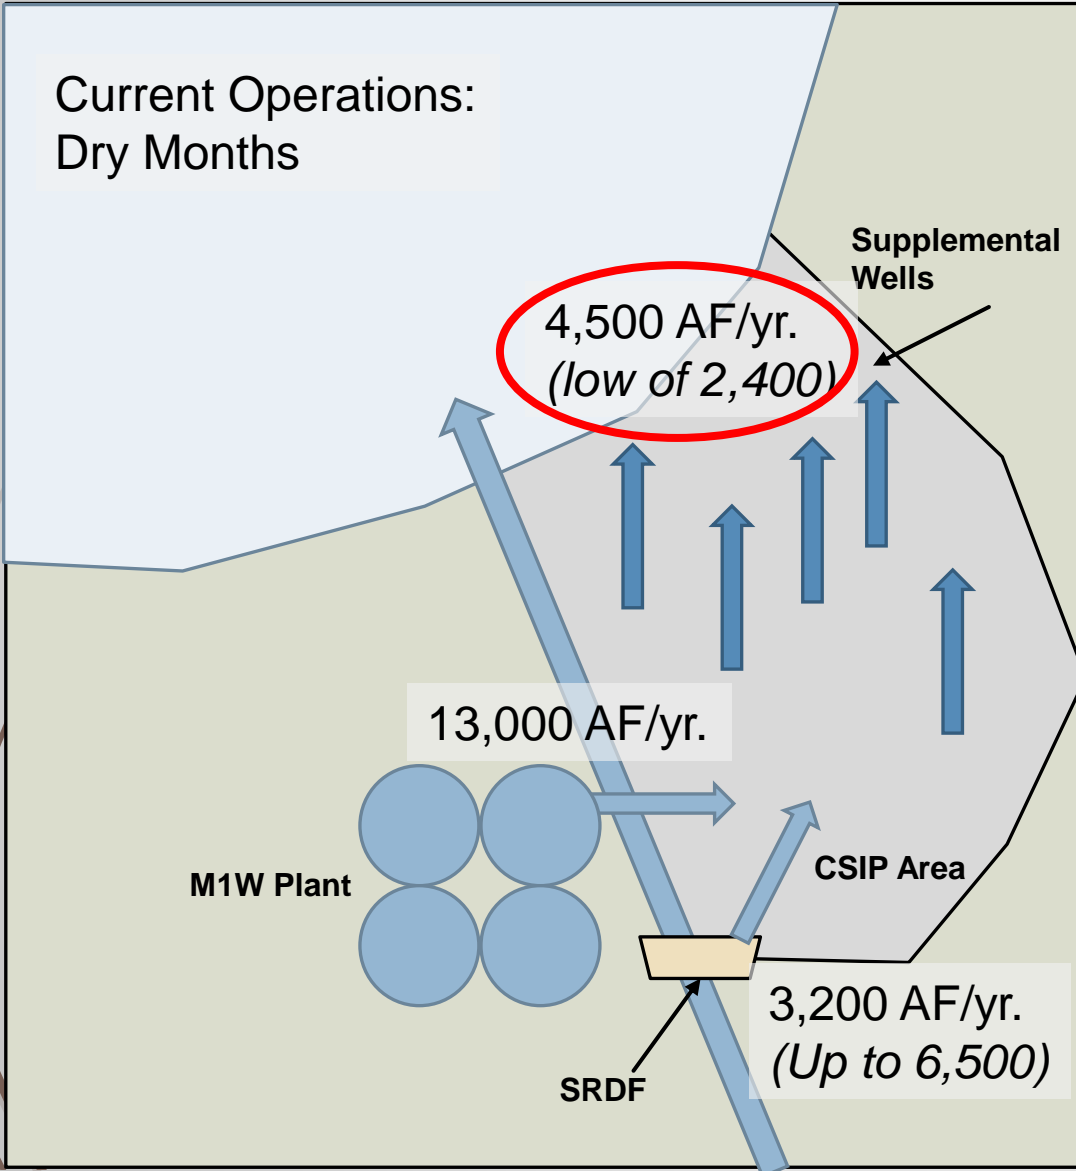 Current Operations:
Dry Months
Supplemental
Wells
4,500 AF/yr.
(low of 2,400)
13,000 AF/yr.
M1W Plant
CSIP Area
3,200 AF/yr.
(Up to 6,500)
SRDF